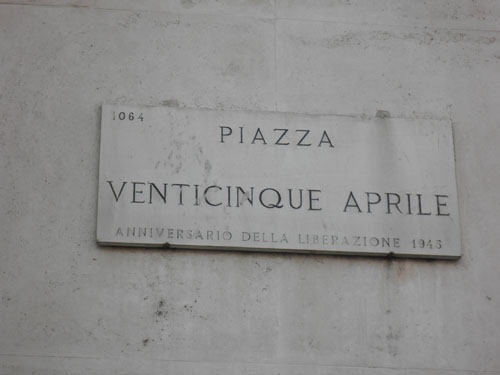 1064
PIAZZA
VENTICINQUE APRILE
ANNIVERSARIO DELLA LIBERAZIONE 1945